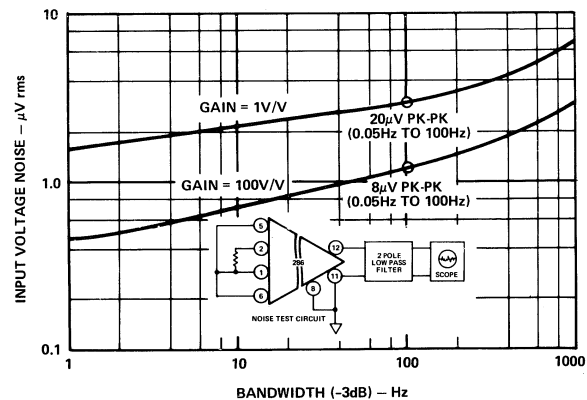 10
GAIN = 1V/V
20μV PK-PK
(0.05Hz TO 100Hz)
INPUT VOLTAGE NOISE – μV rms
1.0
GAIN = 100V/V
8μV PK-PK
(0.05Hz TO 100Hz)
5
2
1
6
286
12
11
8
2 POLE
LOW PASS
FILTER
SCOPE
NOISE TEST CIRCUIT
0.1
1
10
100
1000
BANDWIDTH (-3dB) – Hz